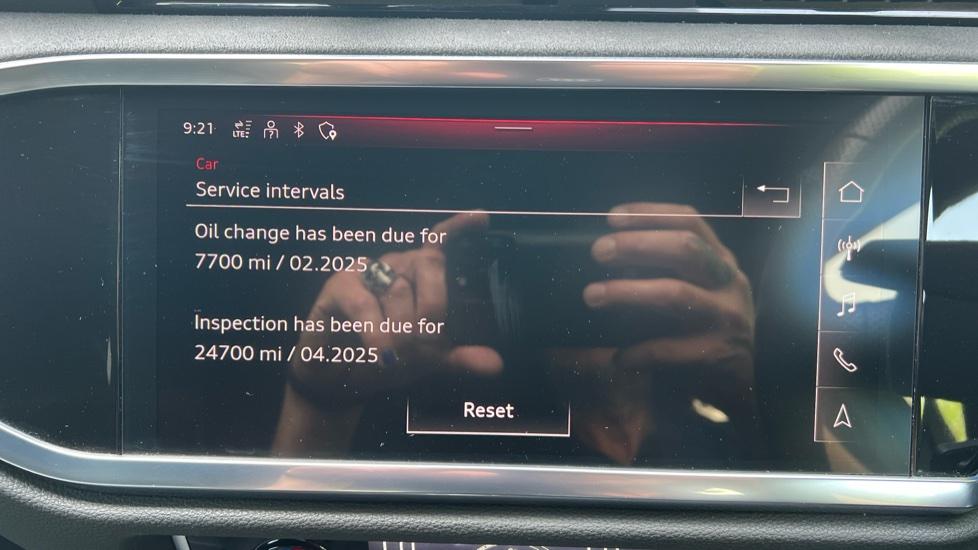 9:21 LTE
Car
Service intervals
Oil change has been due for
7700 mi / 02.2025
Inspection has been due for
24700 mi / 04.2025
Reset